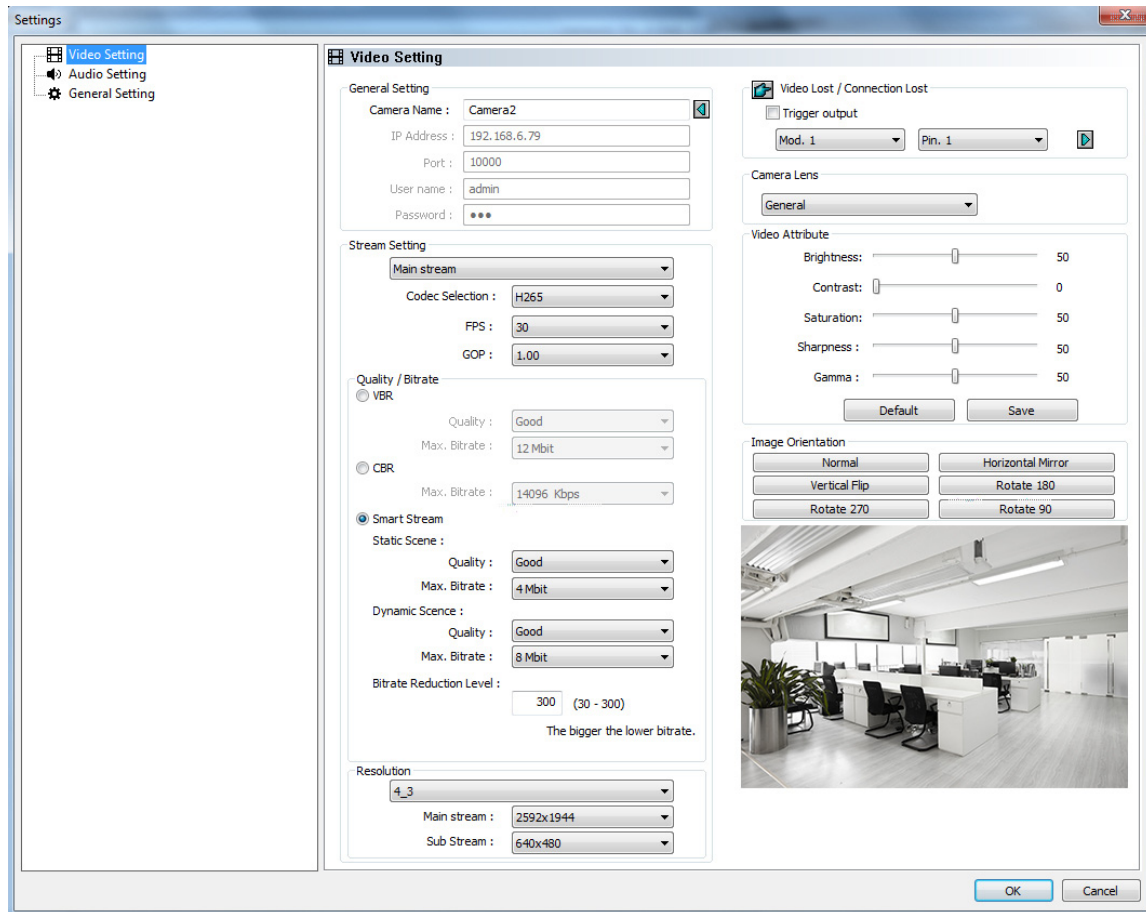 Settings
Video Setting
Audio Setting
General Setting
Video Setting
General Setting
Camera Name : Camera2
IP Address : 192.168.6.79
Port : 10000
User name : admin
Password : •••
Stream Setting
Main stream
Codec Selection : H265
FPS : 30
GOP : 1.00
Quality / Bitrate
VBR
Quality : Good
Max. Bitrate : 12 Mbit
CBR
Max. Bitrate : 14096 Kbps
Smart Stream
Static Scene :
Quality : Good
Max. Bitrate : 4 Mbit
Dynamic Scence :
Quality : Good
Max. Bitrate : 8 Mbit
Bitrate Reduction Level :
300 (30 - 300)
The bigger the lower bitrate.
Resolution
4_3
Main stream : 2592x1944
Sub Stream : 640x480
Video Lost / Connection Lost
Trigger output
Mod. 1 Pin. 1
Camera Lens
General
Video Attribute
Brightness: 50
Contrast: 0
Saturation: 50
Sharpness : 50
Gamma : 50
Default Save
Image Orientation
Normal Horizontal Mirror
Vertical Flip Rotate 180
Rotate 270 Rotate 90
OK Cancel